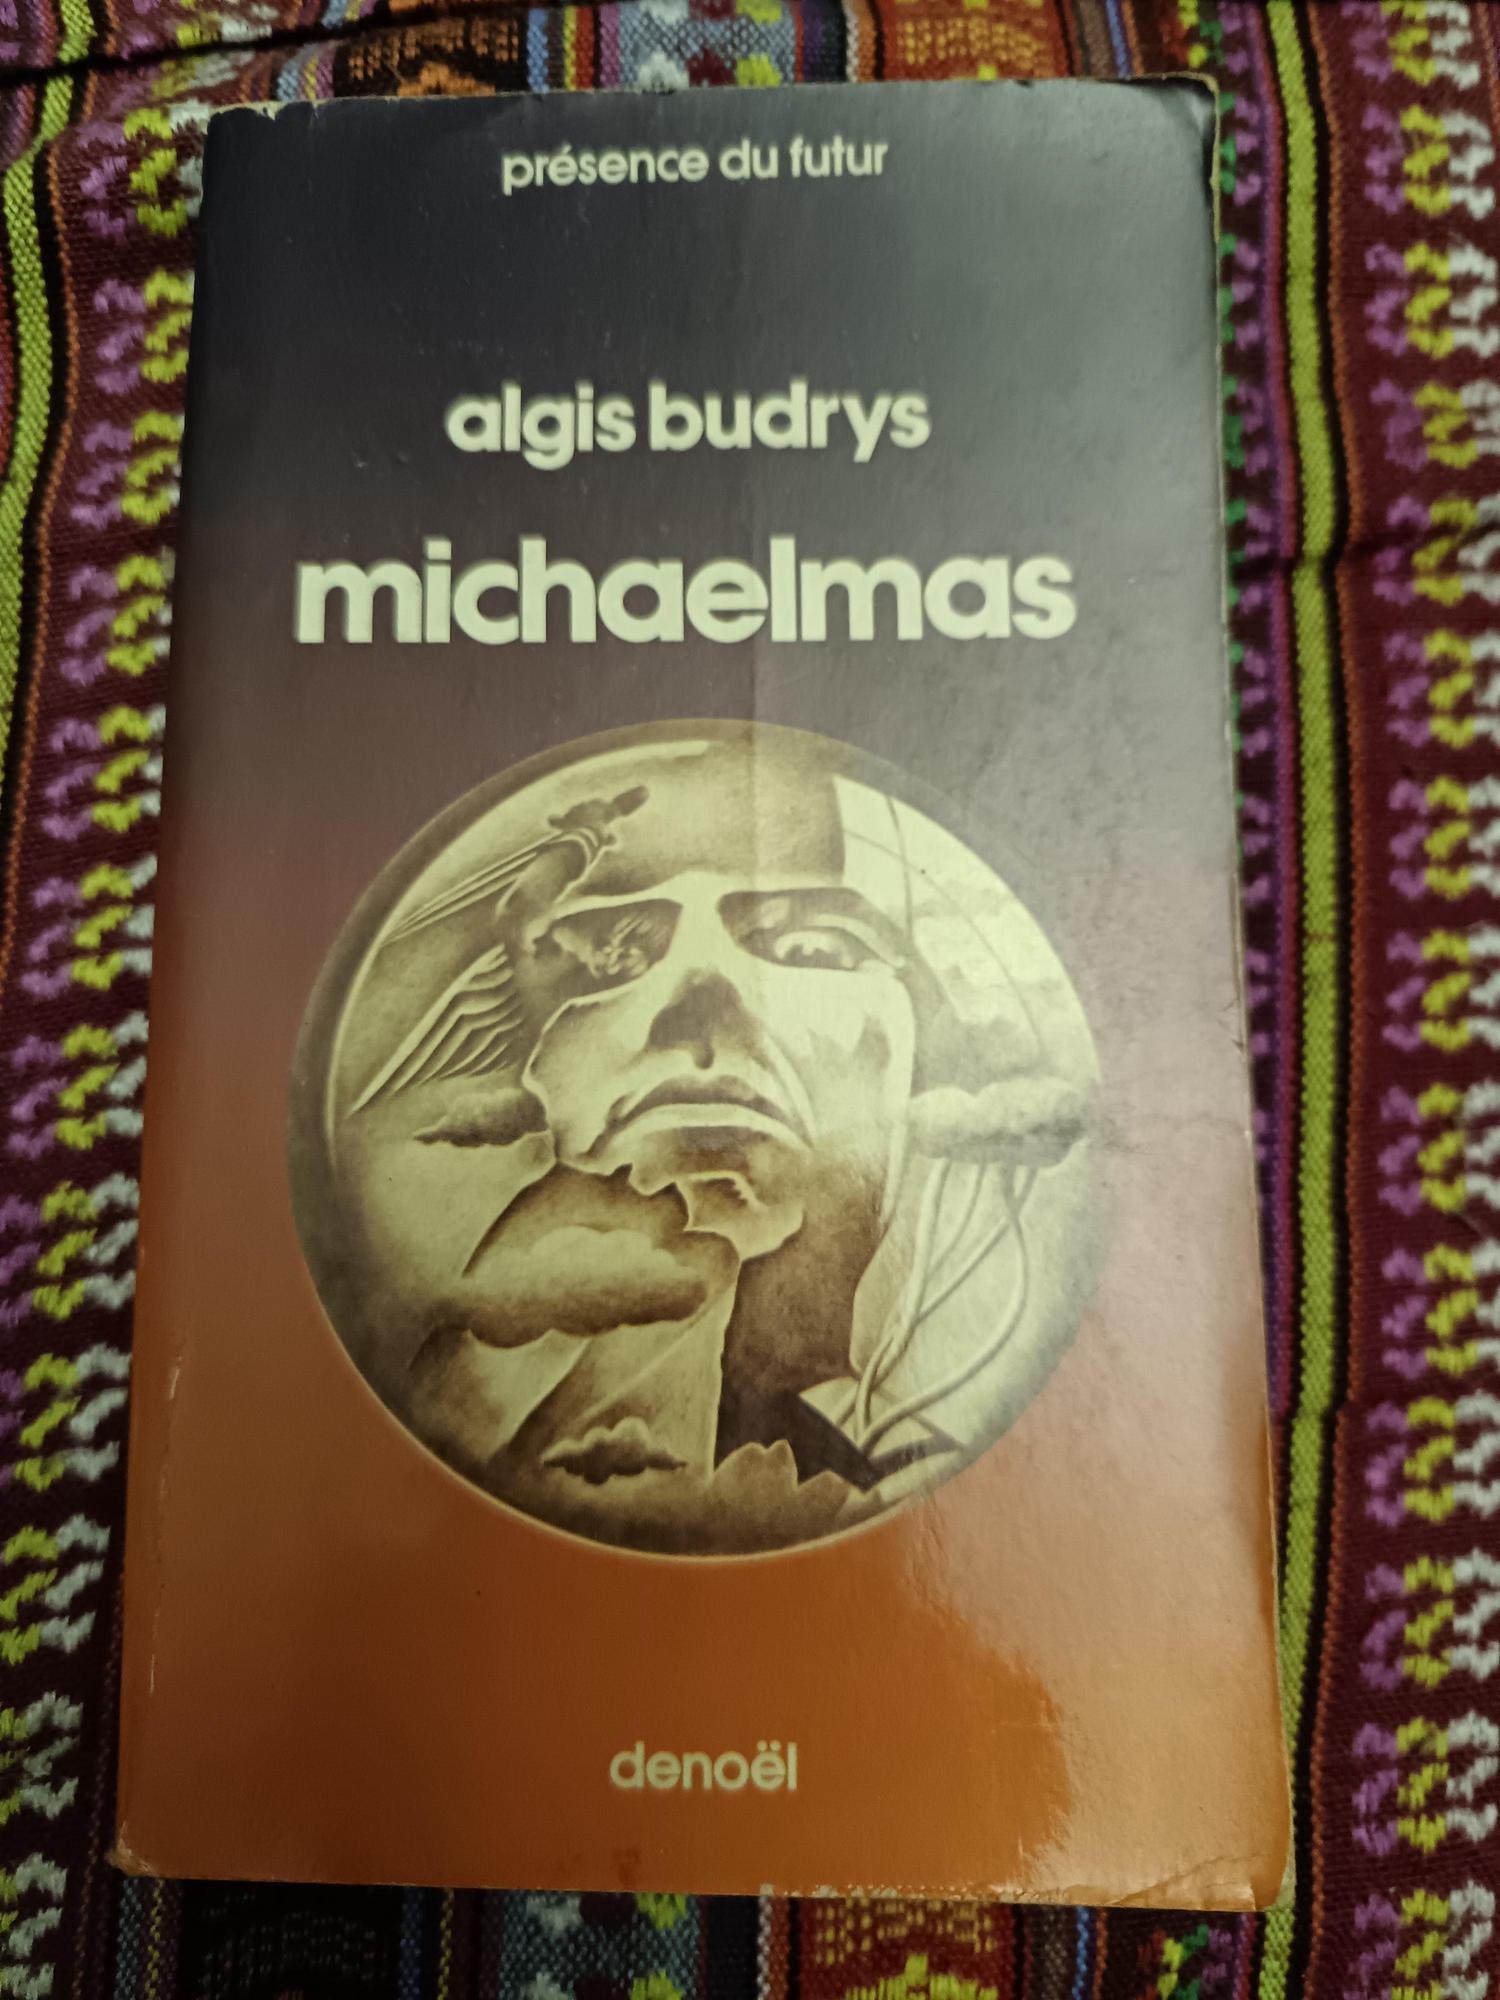 présence du futur
algis budrys
michaelmas
denoël